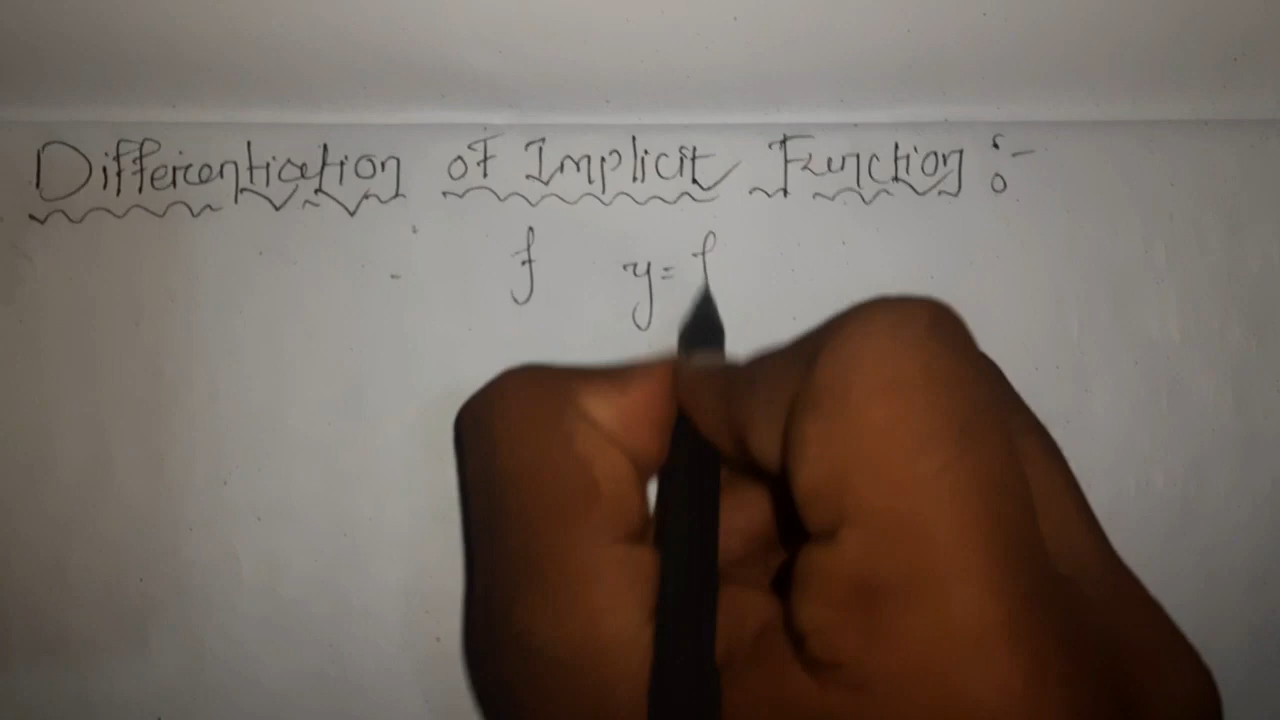 Differentiation of Implicit Function :-
f y= f